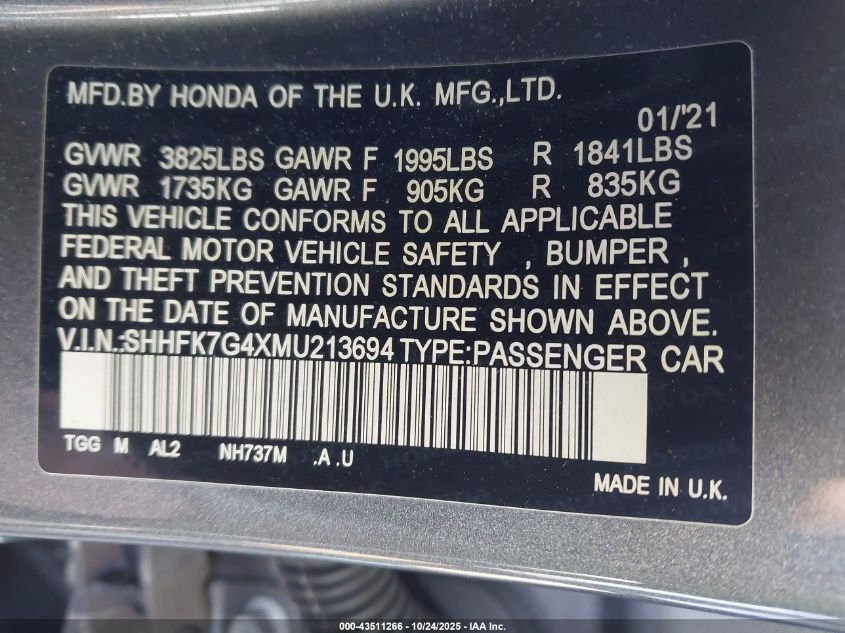 MFD.BY HONDA OF THE U.K. MFG.,LTD.
01/'21
GVWR 3825LBS GAWR F 1995LBS R 1841LBS
GVWR 1735KG GAWR F 905KG R 835KG
THIS VEHICLE CONFORMS TO ALL APPLICABLE
FEDERAL MOTOR VEHICLE SAFETY , BUMPER ,
AND THEFT PREVENTION STANDARDS IN EFFECT
ON THE DATE OF MANUFACTURE SHOWN ABOVE.
V.I.N.:SHHFK7G4XMU213694 TYPE:PASSENGER CAR
TGG M AL2 NH737M .A .U
MADE IN U.K.
000-43511266 - 10/24/2025 - IAA Inc.